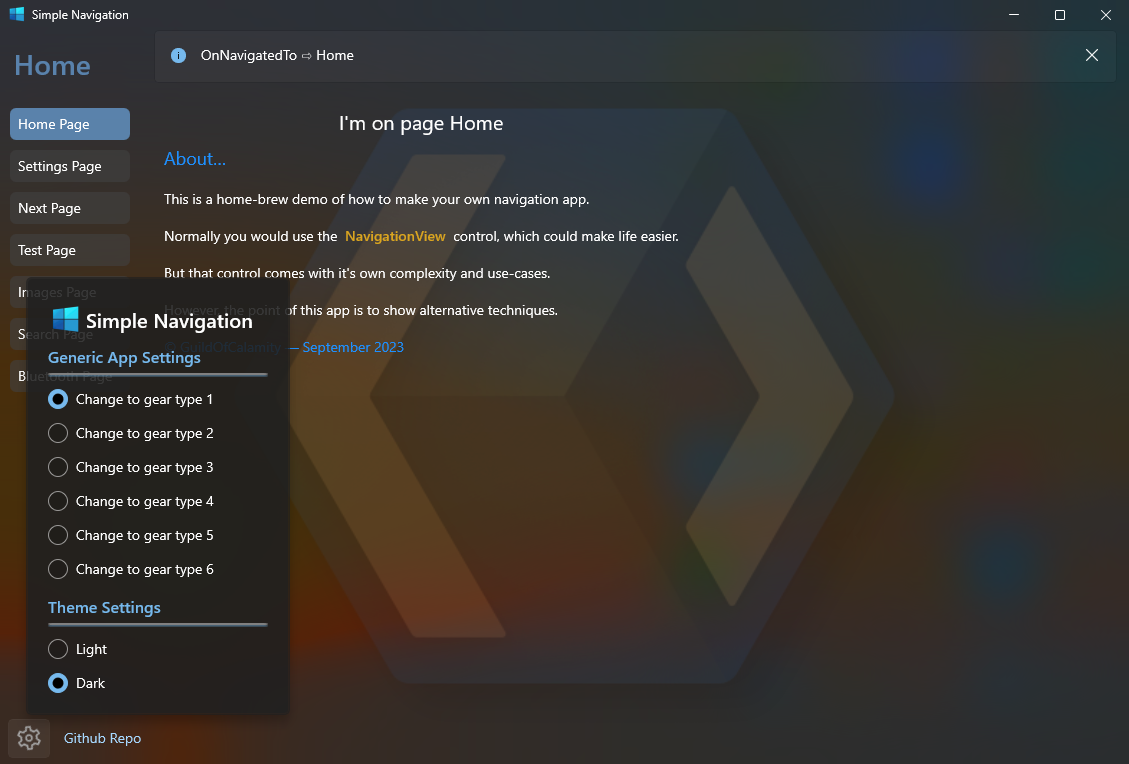 Simple Navigation
Home
OnNavigatedTo ⇨ Home
Home Page
Settings Page
Next Page
Test Page
Images Page
Search Page
Bluetooth Page
I'm on page Home
About...
This is a home-brew demo of how to make your own navigation app.
Normally you would use the NavigationView control, which could make life easier.
But that control comes with it's own complexity and use-cases.
However, the point of this app is to show alternative techniques.
© GuildOfCalamity — September 2023
Simple Navigation
Generic App Settings
Change to gear type 1
Change to gear type 2
Change to gear type 3
Change to gear type 4
Change to gear type 5
Change to gear type 6
Theme Settings
Light
Dark
Github Repo